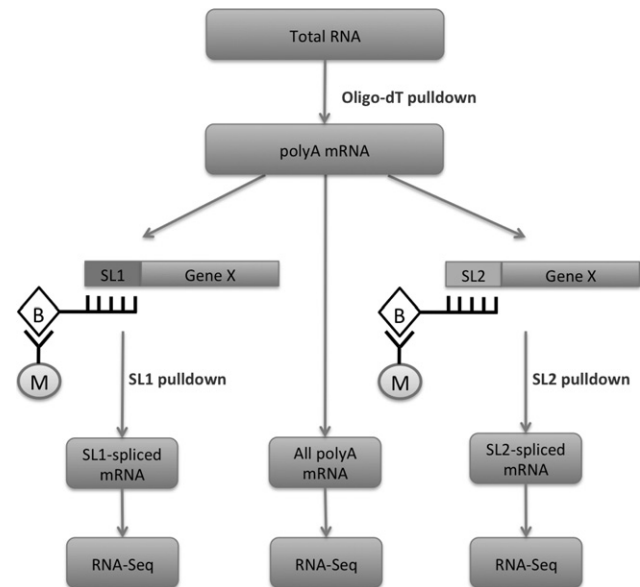 Total RNA
Oligo-dT pulldown
polyA mRNA
SL1 Gene X
SL2 Gene X
B
B
M
M
SL1 pulldown
SL2 pulldown
SL1-spliced
mRNA
All polyA
mRNA
SL2-spliced
mRNA
RNA-Seq
RNA-Seq
RNA-Seq